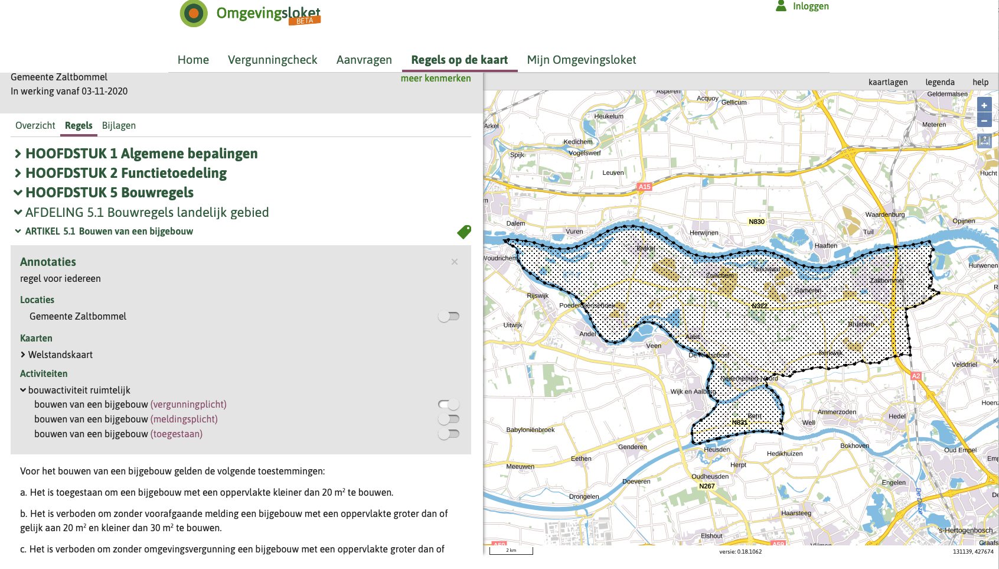 Omgevingsloket
BETA
Inloggen
Home
Vergunningcheck
Aanvragen
Regels op de kaart
Mijn Omgevingsloket
Gemeente Zaltbommel
meer kenmerken
In werking vanaf 03-11-2020
Overzicht
Regels
Bijlagen
HOOFDSTUK 1 Algemene bepalingen
HOOFDSTUK 2 Functietoedeling
HOOFDSTUK 5 Bouwregels
AFDELING 5.1 Bouwregels landelijk gebied
ARTIKEL 5.1 Bouwen van een bijgebouw
Annotaties
×
regel voor iedereen
Locaties
Gemeente Zaltbommel
Kaarten
Welstandskaart
Activiteiten
bouwactiviteit ruimtelijk
bouwen van een bijgebouw (vergunningplicht)
bouwen van een bijgebouw (meldingsplicht)
bouwen van een bijgebouw (toegestaan)
Voor het bouwen van een bijgebouw gelden de volgende toestemmingen:
a. Het is toegestaan om een bijgebouw met een oppervlakte kleiner dan 20 m² te bouwen.
b. Het is verboden om zonder voorafgaande melding een bijgebouw met een oppervlakte groter dan of
gelijk aan 20 m² en kleiner dan 30 m² te bouwen.
c. Het is verboden om zonder omgevingsvergunning een bijgebouw met een oppervlakte groter dan of
kaartlagen
legenda
help
+
−
Asperen
Acquoy
Gellicum
Geldermalsen
Heukelum
Arkel
Meteren
Kedichem
Vogelswerf
Spijk
Leuven
Hucht
A15
m
Waardenburg
N830
Opijnen
Dalem
Vuren
Herwijnen
Tuil
Haaften
Brakel
Woudrichem
Nieuwaal
Hurwenen
Zuilichem
Zaltbommel
Gameren
Rijswijk
R
Poederoijensehoek
N322
Uitwijk
Bruchem
Andel
Aalst
Veen
Kerkwijk
De Rietschoof
Velddriel
Nederhemert-Noord
A2
Wijk en Aalburg
Hoenz
Ammerzoden
Bern
Hedel
N831
Well
Babyloniënbroek
Genderen
Heusden
Bokhoven
Oud Empel
Hedikhuizen
Eethen
Emp
Meeuwen
Herpt
Oudheusden
Doeveren
N267
Engelen
Drongelen
De Dieze
De
Haarsteeg
's-Hertogenbosch
Elshout
A59
A59
Vlijmen
Graafs
2 km
versie: 0.18.1062
131139, 427674